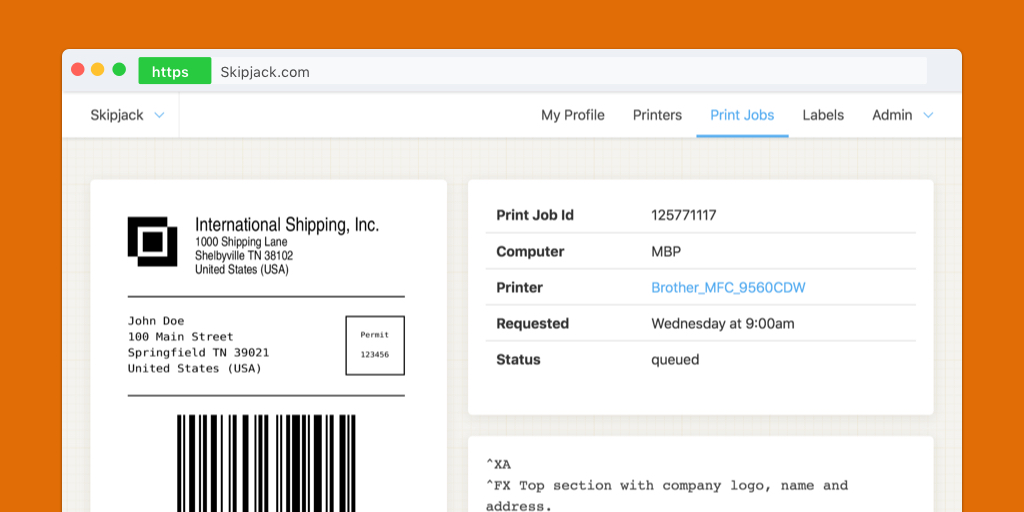 https Skipjack.com
Skipjack My Profile Printers Print Jobs Labels Admin
International Shipping, Inc.
1000 Shipping Lane
Shelbyville TN 38102
United States (USA)
John Doe
100 Main Street
Springfield TN 39021
United States (USA)
Permit
123456
Print Job Id 125771117
Computer MBP
Printer Brother_MFC_9560CDW
Requested Wednesday at 9:00am
Status queued
^XA
^FX Top section with company logo, name and
address.